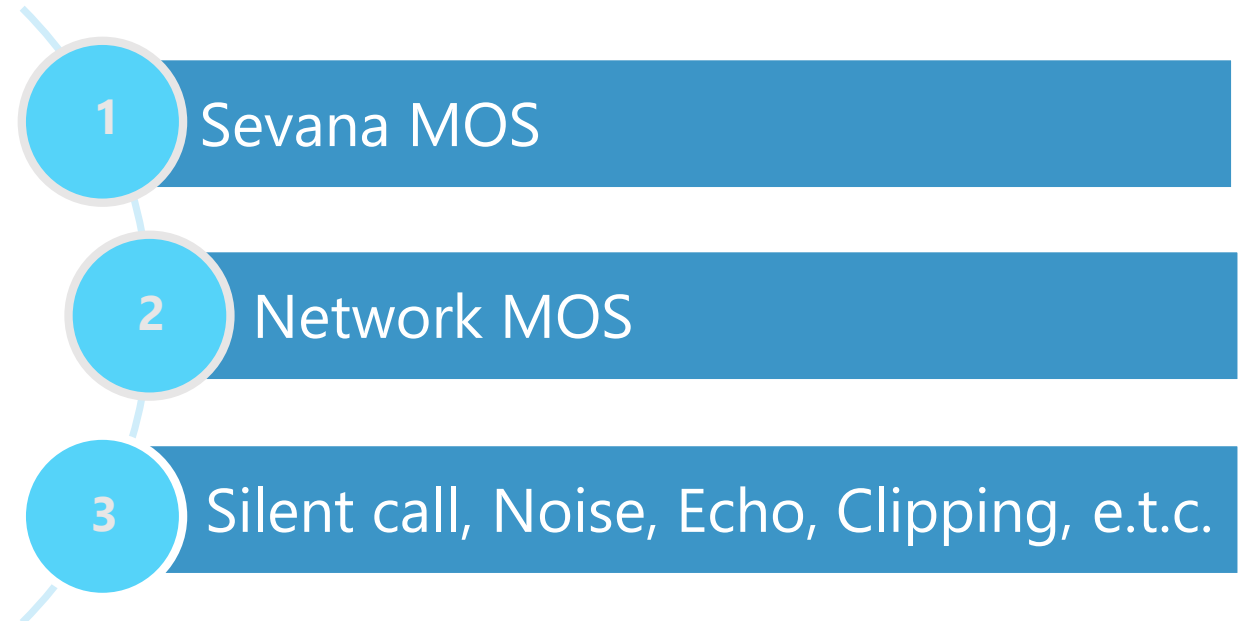 1
Sevana MOS
2
Network MOS
3
Silent call, Noise, Echo, Clipping, e.t.c.